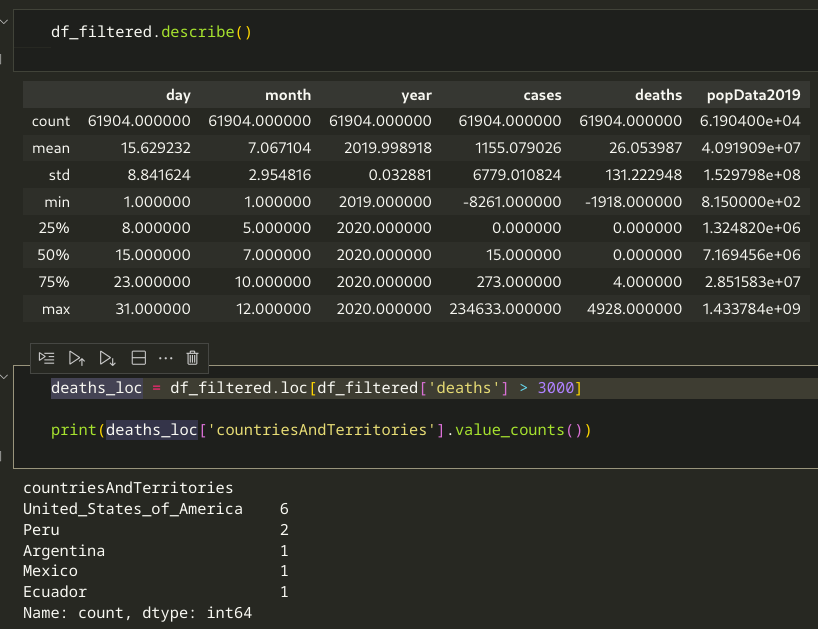 df_filtered.describe()
day month year cases deaths popData2019
count 61904.000000 61904.000000 61904.000000 61904.000000 61904.000000 6.190400e+04
mean 15.629232 7.067104 2019.998918 1155.079026 26.053987 4.091909e+07
std 8.841624 2.954816 0.032881 6779.010824 131.222948 1.529798e+08
min 1.000000 1.000000 2019.000000 -8261.000000 -1918.000000 8.150000e+02
25% 8.000000 5.000000 2020.000000 0.000000 0.000000 1.324820e+06
50% 15.000000 7.000000 2020.000000 15.000000 0.000000 7.169456e+06
75% 23.000000 10.000000 2020.000000 273.000000 4.000000 2.851583e+07
max 31.000000 12.000000 2020.000000 234633.000000 4928.000000 1.433784e+09
deaths_loc = df_filtered.loc[df_filtered['deaths'] > 3000]
print(deaths_loc['countriesAndTerritories'].value_counts())
countriesAndTerritories
United_States_of_America 6
Peru 2
Argentina 1
Mexico 1
Ecuador 1
Name: count, dtype: int64